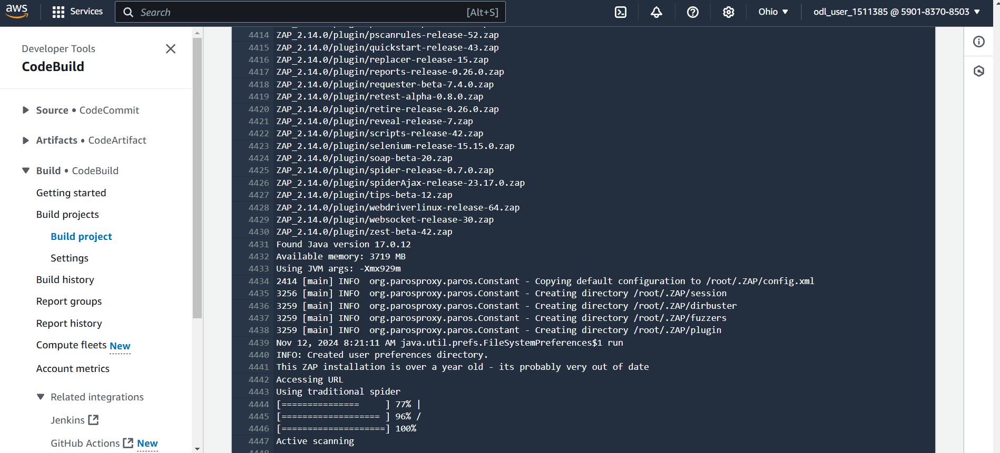 aws
Services
Search [Alt+S]
Ohio ▼
odl_user_1511385 @ 5901-8370-8503 ▼
Developer Tools
CodeBuild
Source • CodeCommit
Artifacts • CodeArtifact
Build • CodeBuild
Getting started
Build projects
Build project
Settings
Build history
Report groups
Report history
Compute fleets New
Account metrics
Related integrations
Jenkins
GitHub Actions New
4414 ZAP_2.14.0/plugin/pscanrules-release-52.zap
4415 ZAP_2.14.0/plugin/quickstart-release-43.zap
4416 ZAP_2.14.0/plugin/replacer-release-15.zap
4417 ZAP_2.14.0/plugin/reports-release-0.26.0.zap
4418 ZAP_2.14.0/plugin/requester-beta-7.4.0.zap
4419 ZAP_2.14.0/plugin/retest-alpha-0.8.0.zap
4420 ZAP_2.14.0/plugin/retire-release-0.26.0.zap
4421 ZAP_2.14.0/plugin/reveal-release-7.zap
4422 ZAP_2.14.0/plugin/scripts-release-42.zap
4423 ZAP_2.14.0/plugin/selenium-release-15.15.0.zap
4424 ZAP_2.14.0/plugin/soap-beta-20.zap
4425 ZAP_2.14.0/plugin/spider-release-0.7.0.zap
4426 ZAP_2.14.0/plugin/spiderAjax-release-23.17.0.zap
4427 ZAP_2.14.0/plugin/tips-beta-12.zap
4428 ZAP_2.14.0/plugin/webdriverlinux-release-64.zap
4429 ZAP_2.14.0/plugin/websocket-release-30.zap
4430 ZAP_2.14.0/plugin/zest-beta-42.zap
4431 Found Java version 17.0.12
4432 Available memory: 3719 MB
4433 Using JVM args: -Xmx929m
4434 2414 [main] INFO  org.parosproxy.paros.Constant - Copying default configuration to /root/.ZAP/config.xml
4435 3256 [main] INFO  org.parosproxy.paros.Constant - Creating directory /root/.ZAP/session
4436 3259 [main] INFO  org.parosproxy.paros.Constant - Creating directory /root/.ZAP/dirbuster
4437 3259 [main] INFO  org.parosproxy.paros.Constant - Creating directory /root/.ZAP/fuzzers
4438 3259 [main] INFO  org.parosproxy.paros.Constant - Creating directory /root/.ZAP/plugin
4439 Nov 12, 2024 8:21:11 AM java.util.prefs.FileSystemPreferences$1 run
4440 INFO: Created user preferences directory.
4441 This ZAP installation is over a year old - its probably very out of date
4442 Accessing URL
4443 Using traditional spider
4444 [===============     ] 77% |
4445 [=================== ] 96% /
4446 [====================] 100%
4447 Active scanning